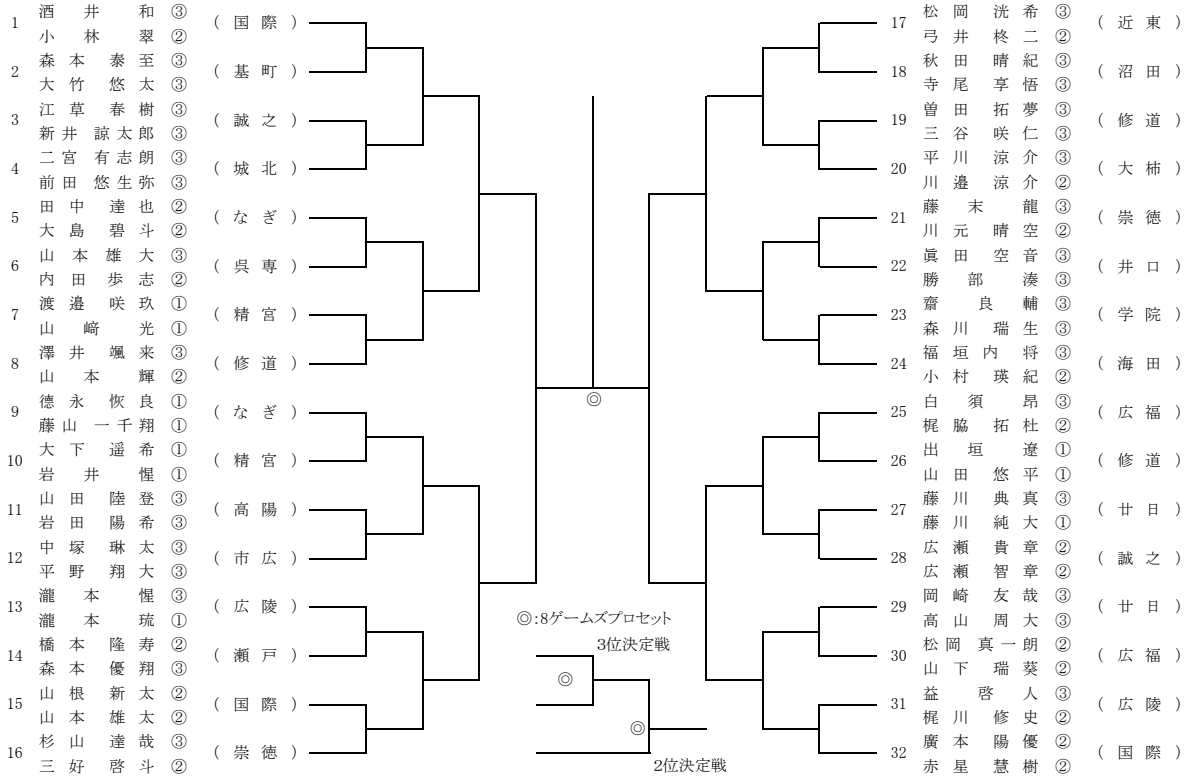 酒井 和 ③
1 (国際)
小林 翠 ②
森本 泰至 ③
2 (基町)
大竹 悠太 ③
江草 春樹 ③
3 (誠之)
新井 諒太郎 ③
二宮 有志朗 ③
4 (城北)
前田 悠生弥 ③
田中 達也 ②
5 (なぎ)
大島 碧斗 ②
山本 雄大 ③
6 (呉専)
内田 歩志 ②
渡邉 咲玖 ①
7 (精宮)
山﨑 光 ①
澤井 颯来 ③
8 (修道)
山本 輝 ②
德永 恢良 ①
9 (なぎ)
藤山 一千翔 ①
大下 遥希 ①
10 (精宮)
岩井 惺 ①
山田 陸登 ③
11 (高陽)
岩田 陽希 ③
中塚 琳太 ③
12 (市広)
平野 翔大 ③
瀧本 惺 ③
13 (広陵)
瀧本 琉 ①
橋本 隆寿 ②
14 (瀬戸)
森本 優翔 ③
山根 新太 ②
15 (国際)
山本 雄太 ②
杉山 達哉 ③
16 (崇徳)
三好 啓斗 ②
◎
◎:8ゲームズプロセット
3位決定戦
◎
◎
2位決定戦
松岡 洸希 ③
17 (近東)
弓井 柊二 ②
秋田 晴紀 ③
18 (沼田)
寺尾 享悟 ③
曽田 拓夢 ③
19 (修道)
三谷 咲仁 ③
平川 涼介 ③
20 (大柿)
川邉 涼介 ②
藤末 龍 ③
21 (崇徳)
川元 晴空 ②
眞田 空音 ③
22 (井口)
勝部 湊 ③
齋 良輔 ③
23 (学院)
森川 瑞生 ③
福垣内 将 ③
24 (海田)
小村 瑛紀 ②
白須 昂 ③
25 (広福)
梶脇 拓杜 ②
出垣 遼 ①
26 (修道)
山田 悠平 ①
藤川 典真 ③
27 (廿日)
藤川 純大 ①
広瀬 貴章 ②
28 (誠之)
広瀬 智章 ②
岡崎 友哉 ③
29 (廿日)
高山 周大 ③
松岡 真一朗 ②
30 (広福)
山下 瑞葵 ②
益 啓人 ③
31 (広陵)
梶川 修史 ②
廣本 陽優 ②
32 (国際)
赤星 慧樹 ②